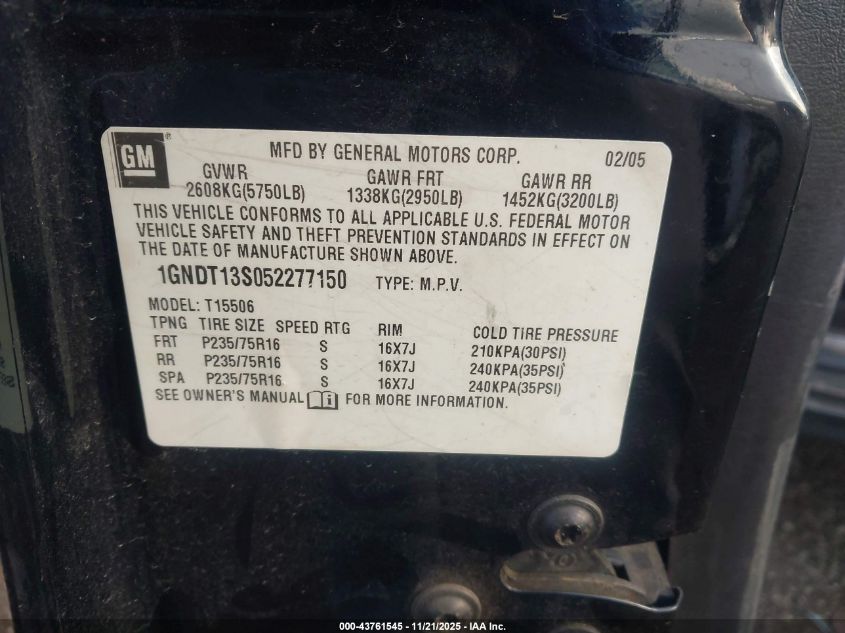 GM ® MFD BY GENERAL MOTORS CORP. 02/05
GVWR GAWR FRT GAWR RR
2608KG(5750LB) 1338KG(2950LB) 1452KG(3200LB)
THIS VEHICLE CONFORMS TO ALL APPLICABLE U.S. FEDERAL MOTOR
VEHICLE SAFETY AND THEFT PREVENTION STANDARDS IN EFFECT ON
THE DATE OF MANUFACTURE SHOWN ABOVE.
1GNDT13S052277150 TYPE: M.P.V.
MODEL: T15506
TPNG TIRE SIZE SPEED RTG RIM COLD TIRE PRESSURE
FRT P235/75R16 S 16X7J 210KPA(30PSI)
RR P235/75R16 S 16X7J 240KPA(35PSI)
SPA P235/75R16 S 16X7J 240KPA(35PSI)
SEE OWNER'S MANUAL i FOR MORE INFORMATION.
000-43761545 - 11/21/2025 - IAA Inc.